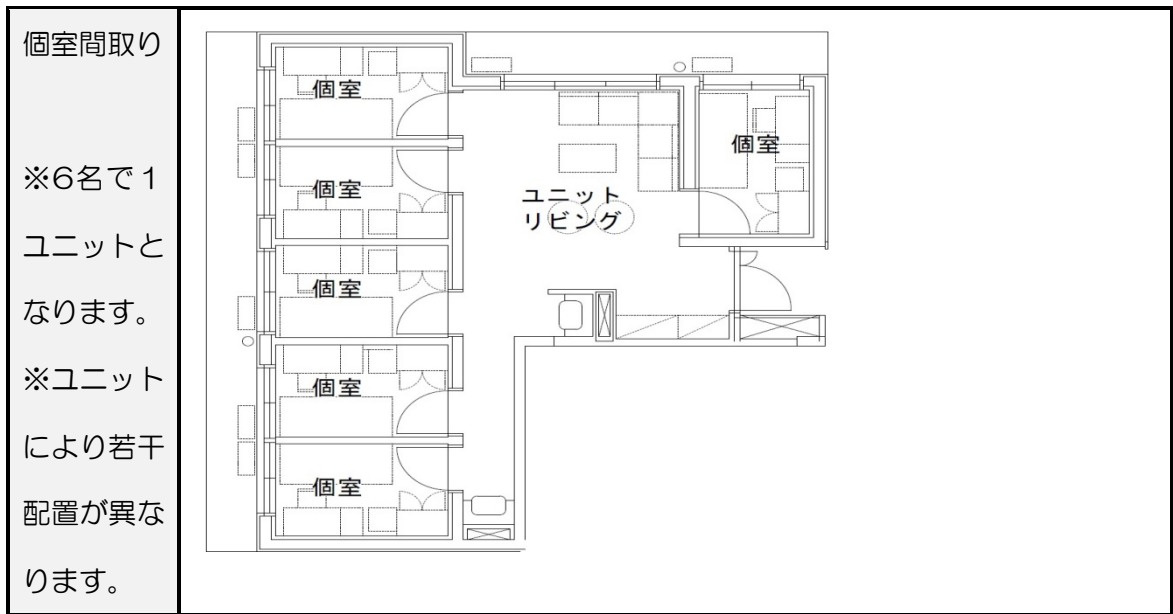 個室間取り
※6名で１
ユニットと
なります。
※ユニット
により若干
配置が異な
ります。
個室
個室
個室
個室
個室
ユニット
リビング
個室